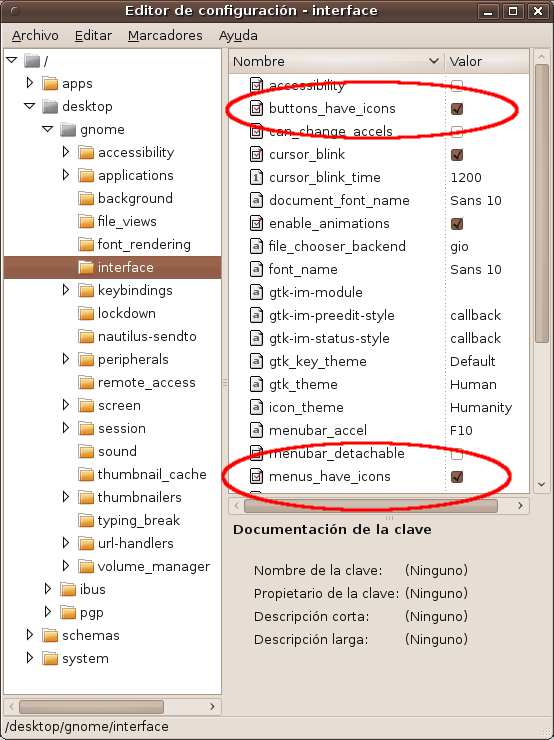 Editor de configuración - interface
Archivo Editar Marcadores Ayuda
/
apps
desktop
gnome
accessibility
applications
background
file_views
font_rendering
interface
keybindings
lockdown
nautilus-sendto
peripherals
remote_access
screen
session
sound
thumbnail_cache
thumbnailers
typing_break
url-handlers
volume_manager
ibus
pgp
schemas
system
Nombre Valor
accessibility
buttons_have_icons
can_change_accels
cursor_blink
cursor_blink_time 1200
document_font_name Sans 10
enable_animations
file_chooser_backend gio
font_name Sans 10
gtk-im-module
gtk-im-preedit-style callback
gtk-im-status-style callback
gtk_key_theme Default
gtk_theme Human
icon_theme Humanity
menubar_accel F10
menubar_detachable
menus_have_icons
Documentación de la clave
Nombre de la clave: (Ninguno)
Propietario de la clave: (Ninguno)
Descripción corta: (Ninguno)
Descripción larga: (Ninguno)
/desktop/gnome/interface